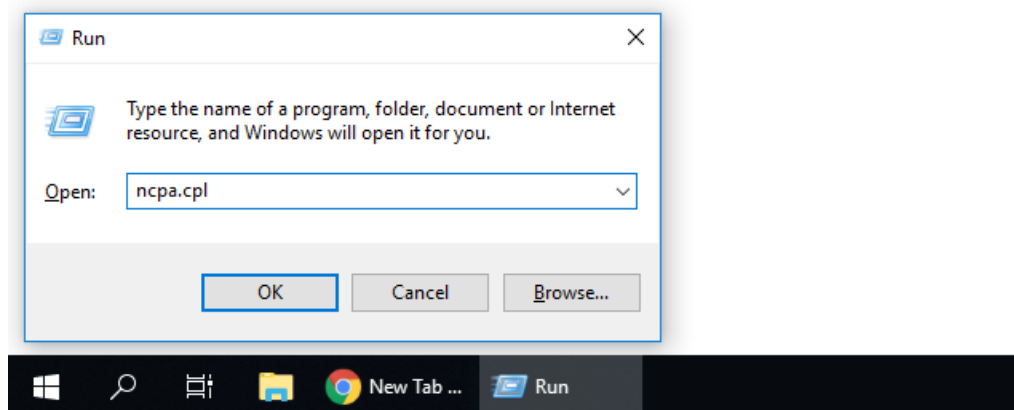 Run
Type the name of a program, folder, document or Internet
resource, and Windows will open it for you.
Open:
ncpa.cpl
OK
Cancel
Browse...
New Tab ...
Run